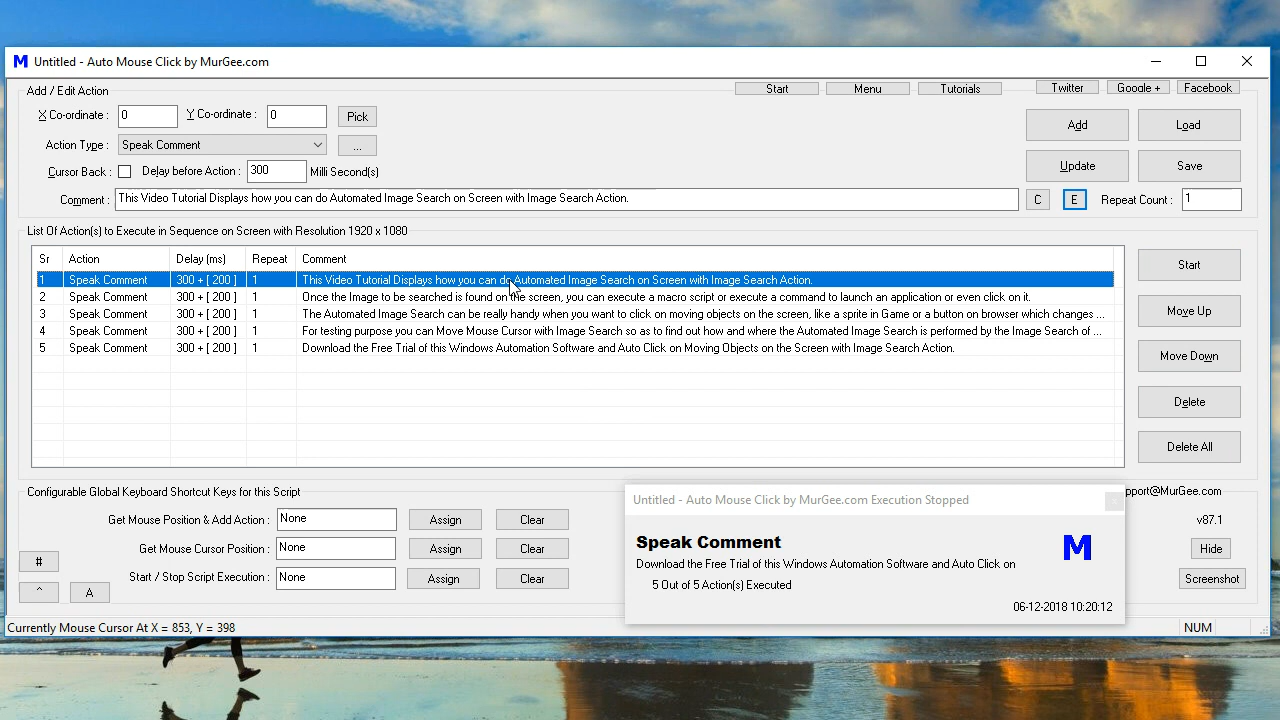 M Untitled - Auto Mouse Click by MurGee.com
Add / Edit Action
Start Menu Tutorials Twitter Google + Facebook
X Co-ordinate : 0 Y Co-ordinate : 0 Pick
Add Load
Action Type : Speak Comment ...
Cursor Back : Delay before Action : 300 Milli Second(s)
Update Save
Comment : This Video Tutorial Displays how you can do Automated Image Search on Screen with Image Search Action. C E Repeat Count : 1
List Of Action(s) to Execute in Sequence on Screen with Resolution 1920 x 1080
Sr Action Delay (ms) Repeat Comment
1 Speak Comment 300 + [ 200 ] 1 This Video Tutorial Displays how you can do Automated Image Search on Screen with Image Search Action.
2 Speak Comment 300 + [ 200 ] 1 Once the Image to be searched is found on the screen, you can execute a macro script or execute a command to launch an application or even click on it.
3 Speak Comment 300 + [ 200 ] 1 The Automated Image Search can be really handy when you want to click on moving objects on the screen, like a sprite in Game or a button on browser which changes ...
4 Speak Comment 300 + [ 200 ] 1 For testing purpose you can Move Mouse Cursor with Image Search so as to find out how and where the Automated Image Search is performed by the Image Search of ...
5 Speak Comment 300 + [ 200 ] 1 Download the Free Trial of this Windows Automation Software and Auto Click on Moving Objects on the Screen with Image Search Action.
Start
Move Up
Move Down
Delete
Delete All
Configurable Global Keyboard Shortcut Keys for this Script
Get Mouse Position & Add Action : None Assign Clear
Get Mouse Cursor Position : None Assign Clear
Start / Stop Script Execution : None Assign Clear
#
^ A
pport@MurGee.com
v87.1
Hide
Screenshot
Untitled - Auto Mouse Click by MurGee.com Execution Stopped x
Speak Comment M
Download the Free Trial of this Windows Automation Software and Auto Click on
5 Out of 5 Action(s) Executed
06-12-2018 10:20:12
Currently Mouse Cursor At X = 853, Y = 398 NUM